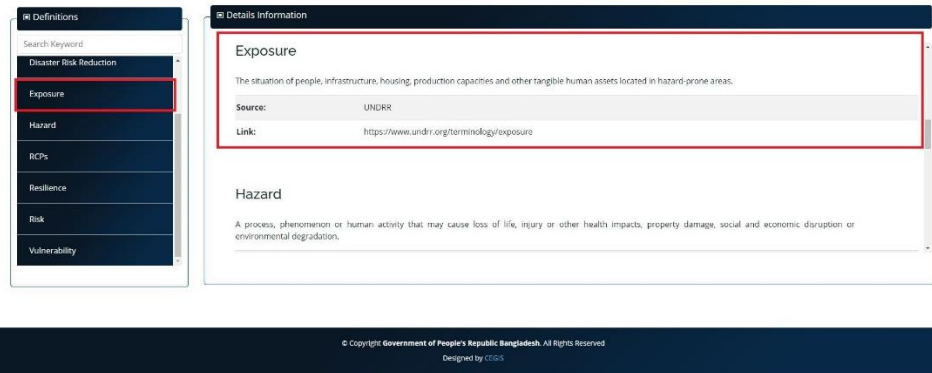 Definitions
Search Keyword
Disaster Risk Reduction
Exposure
Hazard
RCPs
Resilience
Risk
Vulnerability
Details Information
Exposure
The situation of people, infrastructure, housing, production capacities and other tangible human assets located in hazard-prone areas.
Source: UNDRR
Link: https://www.undrr.org/terminology/exposure
Hazard
A process, phenomenon or human activity that may cause loss of life, injury or other health impacts, property damage, social and economic disruption or
environmental degradation.
© Copyright Government of People's Republic Bangladesh. All Rights Reserved
Designed by CEGIS